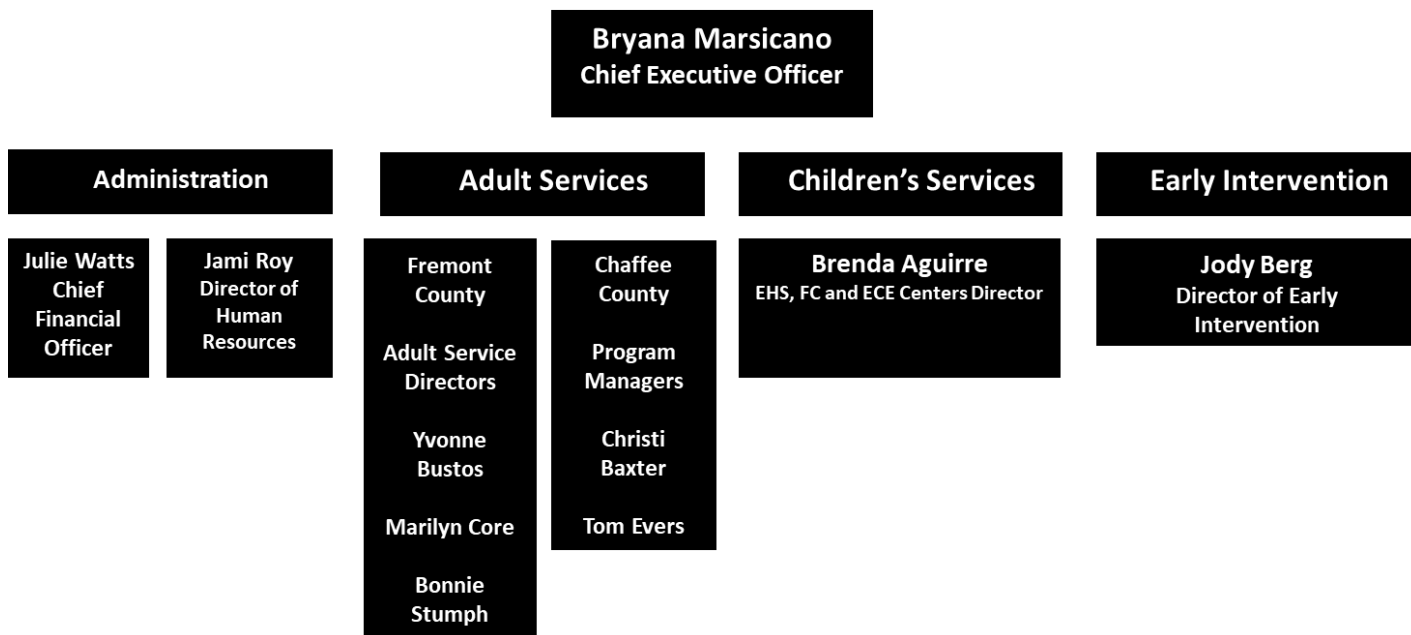 Bryana Marsicano
Chief Executive Officer
Administration
Adult Services
Children’s Services
Early Intervention
Julie Watts
Chief
Financial
Officer
Jami Roy
Director of
Human
Resources
Fremont
County
Adult Service
Directors
Yvonne
Bustos
Marilyn Core
Bonnie
Stumph
Chaffee
County
Program
Managers
Christi
Baxter
Tom Evers
Brenda Aguirre
EHS, FC and ECE Centers Director
Jody Berg
Director of Early
Intervention